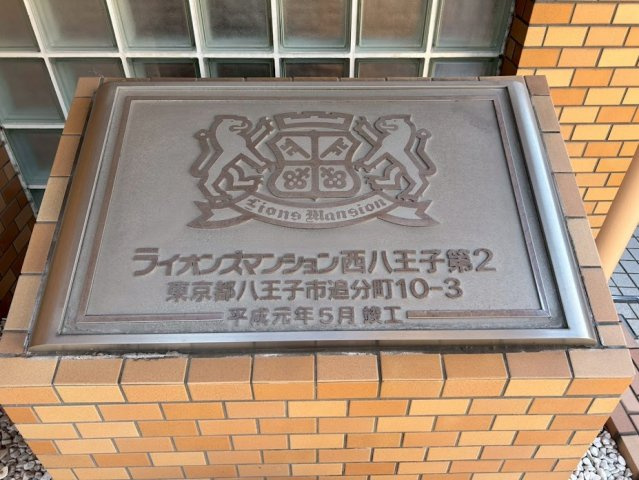 Lions Mansion
ライオンズマンション西八王子第2
東京都八王子市追分町10-3
平成元年5月 竣工